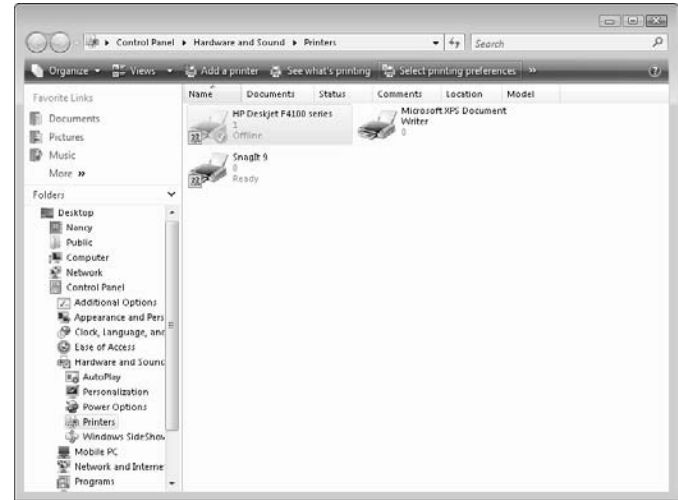 Control Panel ▸ Hardware and Sound ▸ Printers
Search
Organize Views Add a printer See what's printing Select printing preferences »
Favorite Links
Documents
Pictures
Music
More »
Folders
Desktop
Nancy
Public
Computer
Network
Control Panel
Additional Options
Appearance and Pers
Clock, Language, and
Ease of Access
Hardware and Sound
AutoPlay
Personalization
Power Options
Printers
Windows SideShow
Mobile PC
Network and Interne
Programs
Name Documents Status Comments Location Model
HP Deskjet F4100 series
1
Offline
Microsoft XPS Document
Writer
0
SnagIt 9
0
Ready